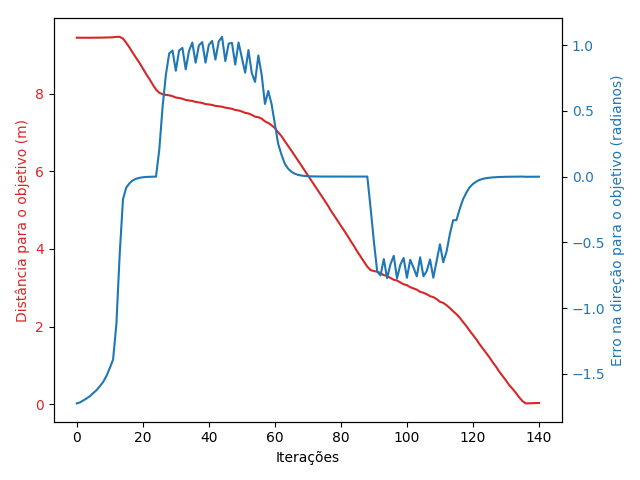 Distância para o objetivo (m)
8
6
4
2
0
1.0
0.5
0.0
−0.5
−1.0
−1.5
Erro na direção para o objetivo (radianos)
0 20 40 60 80 100 120 140
Iterações